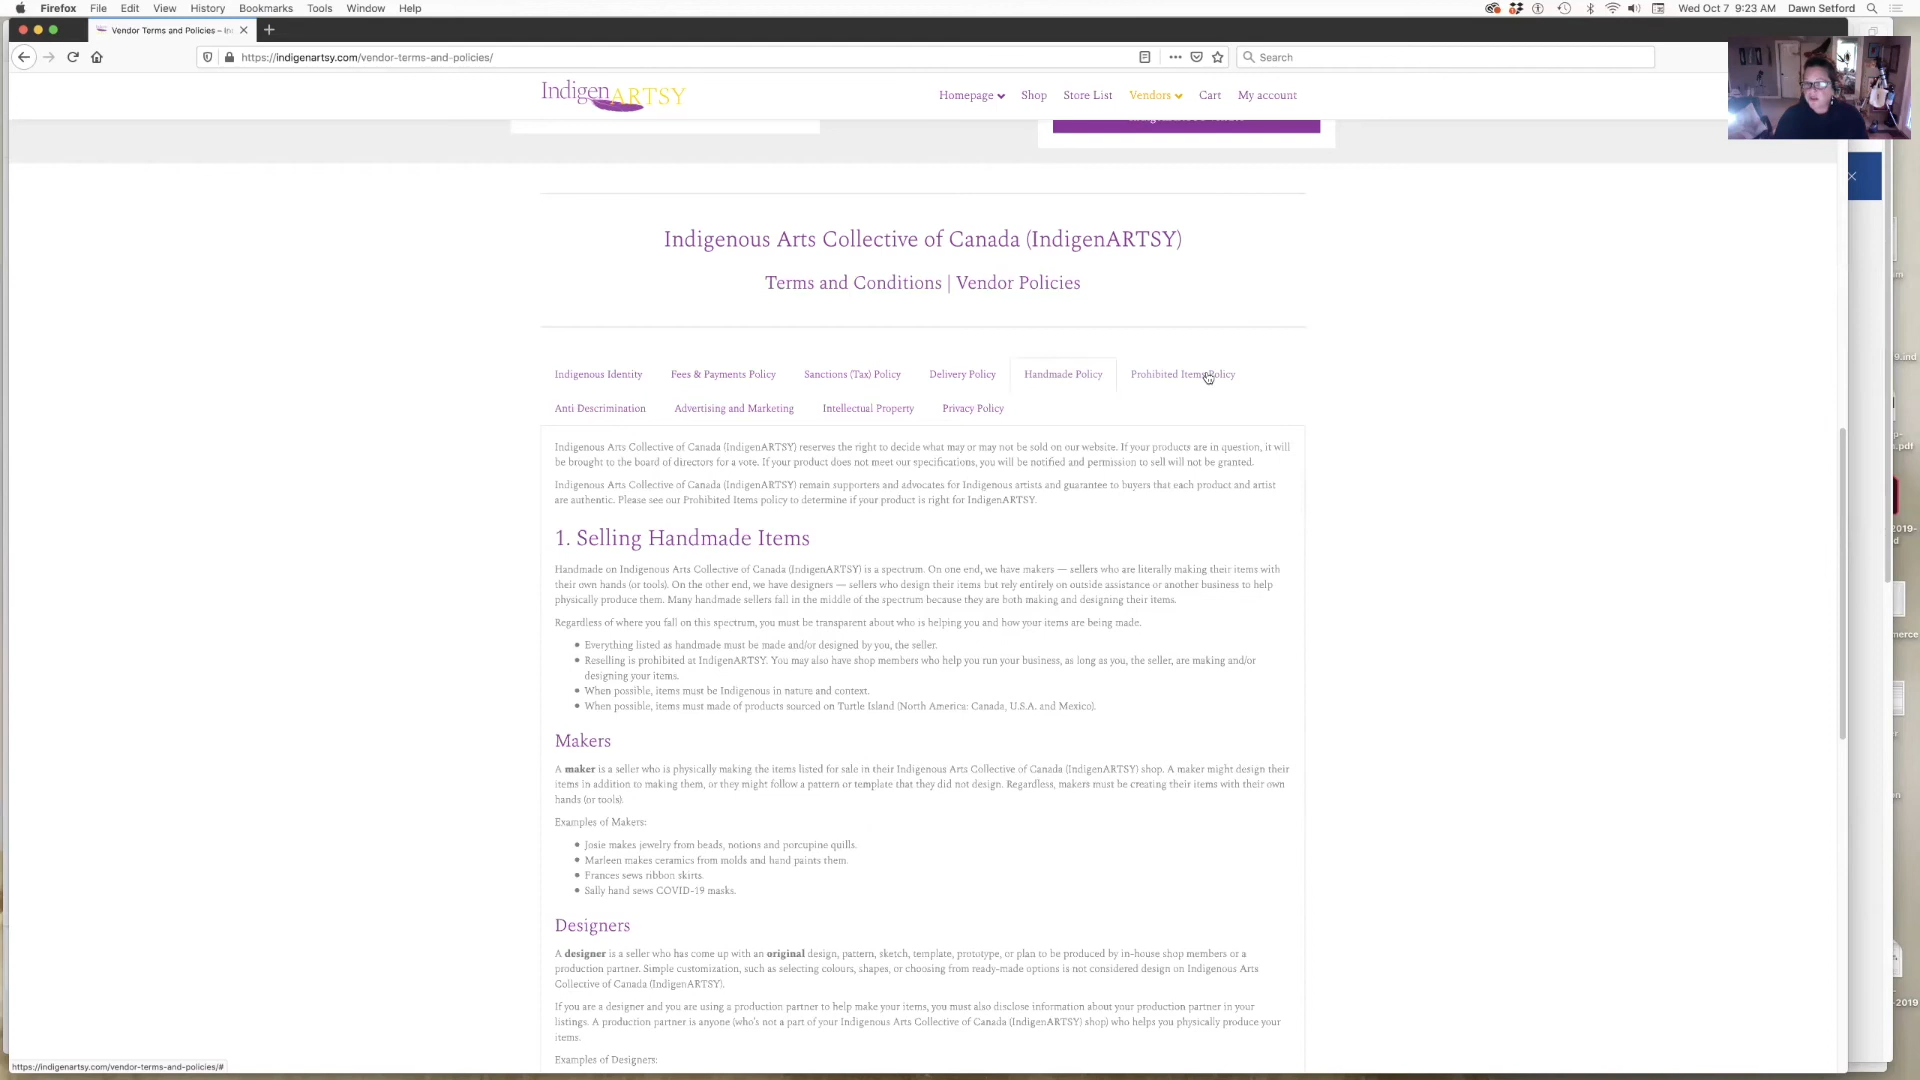 Firefox File Edit View History Bookmarks Tools Window Help
Wed Oct 7 9:23 AM Dawn Setford
Vendor Terms and Policies – In
https://indigenartsy.com/vendor-terms-and-policies/
Search
IndigenARTSY
Homepage Shop Store List Vendors Cart My account
Indigenous Arts Collective of Canada (IndigenARTSY)
Terms and Conditions | Vendor Policies
Indigenous Identity Fees & Payments Policy Sanctions (Tax) Policy Delivery Policy Handmade Policy Prohibited Items Policy
Anti Descrimination Advertising and Marketing Intellectual Property Privacy Policy
Indigenous Arts Collective of Canada (IndigenARTSY) reserves the right to decide what may or may not be sold on our website. If your products are in question, it will
be brought to the board of directors for a vote. If your product does not meet our specifications, you will be notified and permission to sell will not be granted.
Indigenous Arts Collective of Canada (IndigenARTSY) remain supporters and advocates for Indigenous artists and guarantee to buyers that each product and artist
are authentic. Please see our Prohibited Items policy to determine if your product is right for IndigenARTSY.
1. Selling Handmade Items
Handmade on Indigenous Arts Collective of Canada (IndigenARTSY) is a spectrum. On one end, we have makers — sellers who are literally making their items with
their own hands (or tools). On the other end, we have designers — sellers who design their items but rely entirely on outside assistance or another business to help
physically produce them. Many handmade sellers fall in the middle of the spectrum because they are both making and designing their items.
Regardless of where you fall on this spectrum, you must be transparent about who is helping you and how your items are being made.
Everything listed as handmade must be made and/or designed by you, the seller.
Reselling is prohibited at IndigenARTSY. You may also have shop members who help you run your business, as long as you, the seller, are making and/or
designing your items.
When possible, items must be Indigenous in nature and context.
When possible, items must made of products sourced on Turtle Island (North America: Canada, U.S.A. and Mexico).
Makers
A maker is a seller who is physically making the items listed for sale in their Indigenous Arts Collective of Canada (IndigenARTSY) shop. A maker might design their
items in addition to making them, or they might follow a pattern or template that they did not design. Regardless, makers must be creating their items with their own
hands (or tools).
Examples of Makers:
Josie makes jewelry from beads, notions and porcupine quills.
Marleen makes ceramics from molds and hand paints them.
Frances sews ribbon skirts.
Sally hand sews COVID-19 masks.
Designers
A designer is a seller who has come up with an original design, pattern, sketch, template, prototype, or plan to be produced by in-house shop members or a
production partner. Simple customization, such as selecting colours, shapes, or choosing from ready-made options is not considered design on Indigenous Arts
Collective of Canada (IndigenARTSY).
If you are a designer and you are using a production partner to help make your items, you must also disclose information about your production partner in your
listings. A production partner is anyone (who's not a part of your Indigenous Arts Collective of Canada (IndigenARTSY) shop) who helps you physically produce your
items.
Examples of Designers:
https://indigenartsy.com/vendor-terms-and-policies/#
.ind
.pdf
2019-
merce
-2019